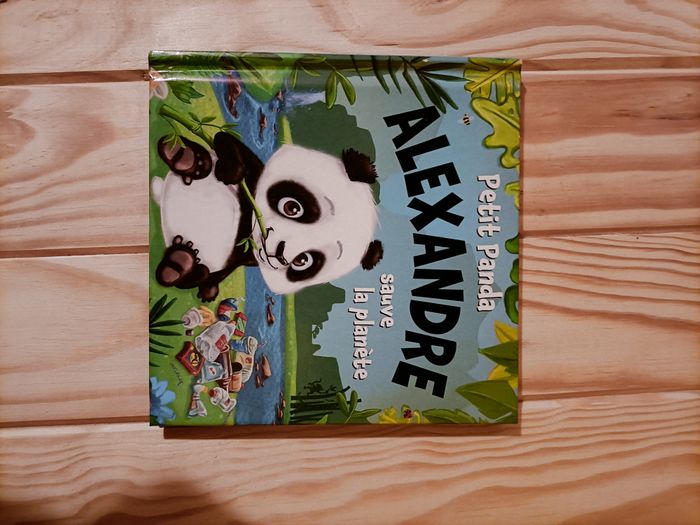 Petit Panda
ALEXANDRE
sauve
la planète